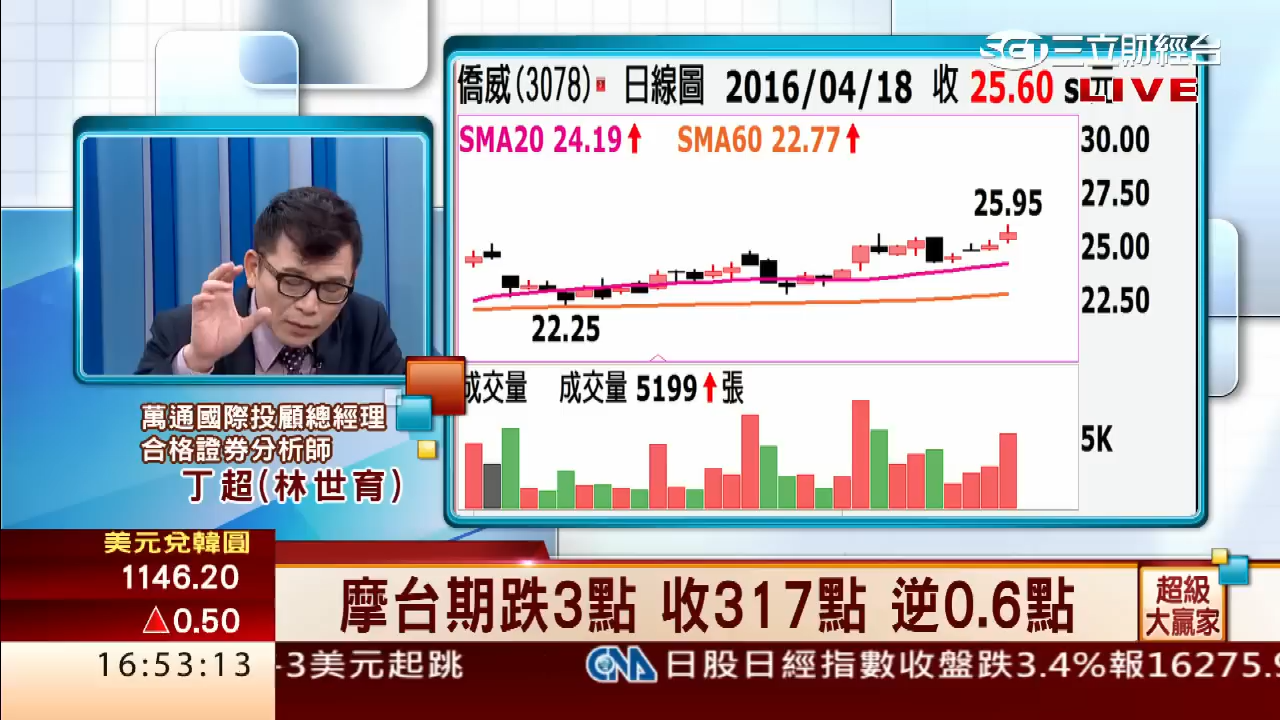 SET三立財經台
LIVE
僑威(3078) 日線圖 2016/04/18 收 25.60 s元
SMA20 24.19↑ SMA60 22.77↑
30.00
27.50
25.95
25.00
22.50
22.25
成交量 成交量 5199↑張
5K
萬通國際投顧總經理
合格證券分析師
丁超(林世育)
美元兌韓圓
1146.20
△0.50
摩台期跌3點 收317點 逆0.6點
超級
大贏家
16:53:13
-3美元起跳 CNA 日股日經指數收盤跌3.4%報16275.9